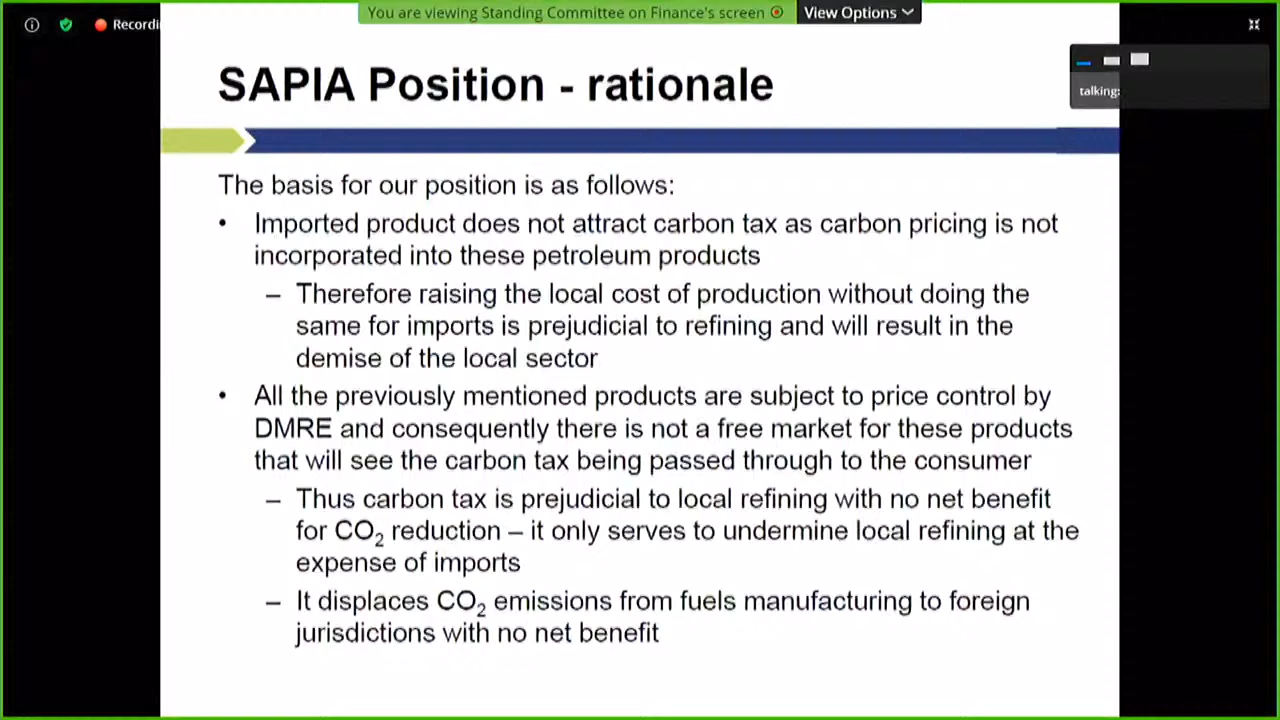 You are viewing Standing Committee on Finance's screen
View Options
Recordi
talking:
SAPIA Position - rationale
The basis for our position is as follows:
• Imported product does not attract carbon tax as carbon pricing is not
incorporated into these petroleum products
– Therefore raising the local cost of production without doing the
same for imports is prejudicial to refining and will result in the
demise of the local sector
• All the previously mentioned products are subject to price control by
DMRE and consequently there is not a free market for these products
that will see the carbon tax being passed through to the consumer
– Thus carbon tax is prejudicial to local refining with no net benefit
for CO₂ reduction – it only serves to undermine local refining at the
expense of imports
– It displaces CO₂ emissions from fuels manufacturing to foreign
jurisdictions with no net benefit